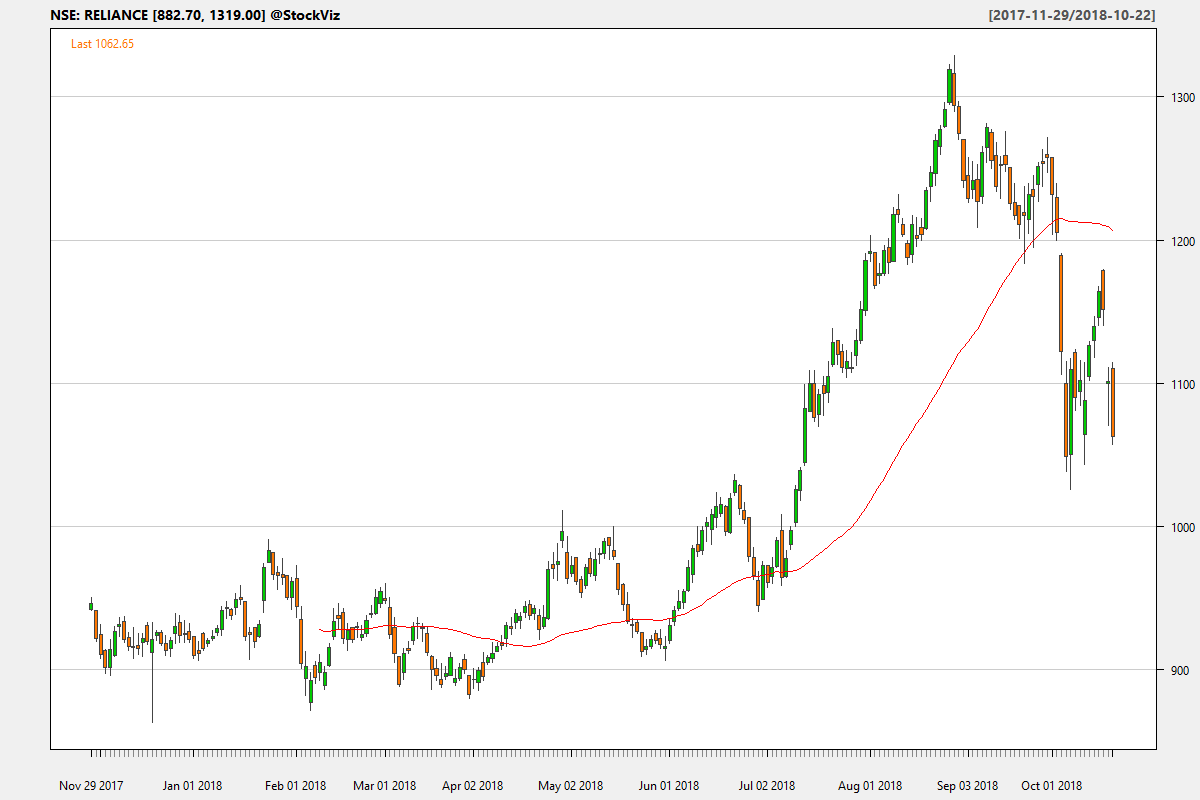 NSE: RELIANCE [882.70, 1319.00] @StockViz
[2017-11-29/2018-10-22]
Last 1062.65
1300
1200
1100
1000
900
Nov 29 2017
Jan 01 2018
Feb 01 2018
Mar 01 2018
Apr 02 2018
May 02 2018
Jun 01 2018
Jul 02 2018
Aug 01 2018
Sep 03 2018
Oct 01 2018